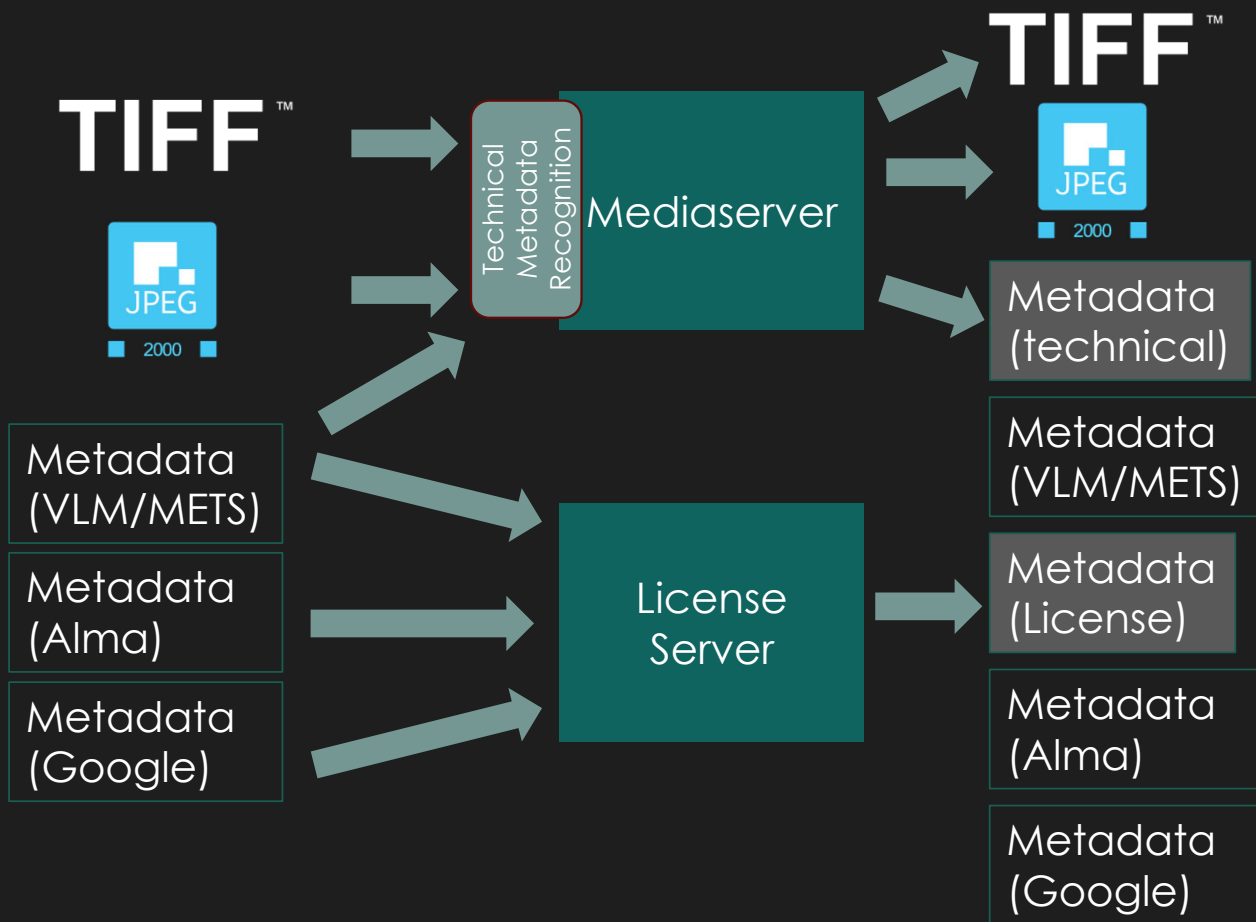 TIFF™
JPEG
2000
Metadata
(VLM/METS)
Metadata
(Alma)
Metadata
(Google)
Technical
Metadata
Recognition
Mediaserver
License
Server
TIFF™
JPEG
2000
Metadata
(technical)
Metadata
(VLM/METS)
Metadata
(License)
Metadata
(Alma)
Metadata
(Google)